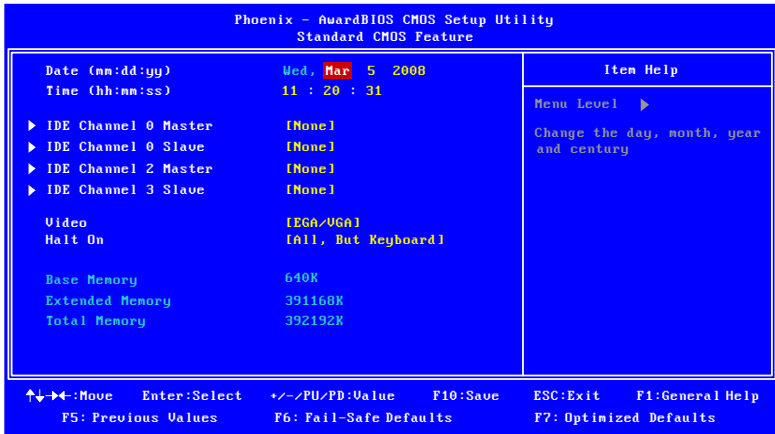 Phoenix - AwardBIOS CMOS Setup Utility
Standard CMOS Feature
Date (mm:dd:yy) Wed, Mar 5 2008
Time (hh:mm:ss) 11 : 20 : 31
IDE Channel 0 Master [None]
IDE Channel 0 Slave [None]
IDE Channel 2 Master [None]
IDE Channel 3 Slave [None]
Video [EGA/VGA]
Halt On [All, But Keyboard]
Base Memory 640K
Extended Memory 391168K
Total Memory 392192K
Item Help
Menu Level
Change the day, month, year
and century
:Move Enter:Select +/-/PU/PD:Value F10:Save ESC:Exit F1:General Help
F5: Previous Values F6: Fail-Safe Defaults F7: Optimized Defaults